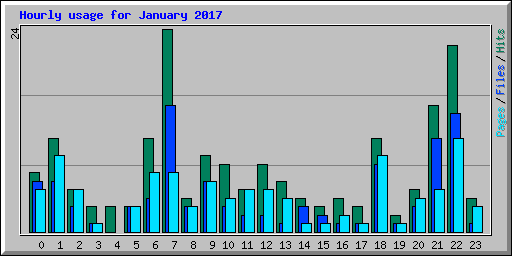 Hourly usage for January 2017
24
Pages/Files/Hits
0 1 2 3 4 5 6 7 8 9 10 11 12 13 14 15 16 17 18 19 20 21 22 23